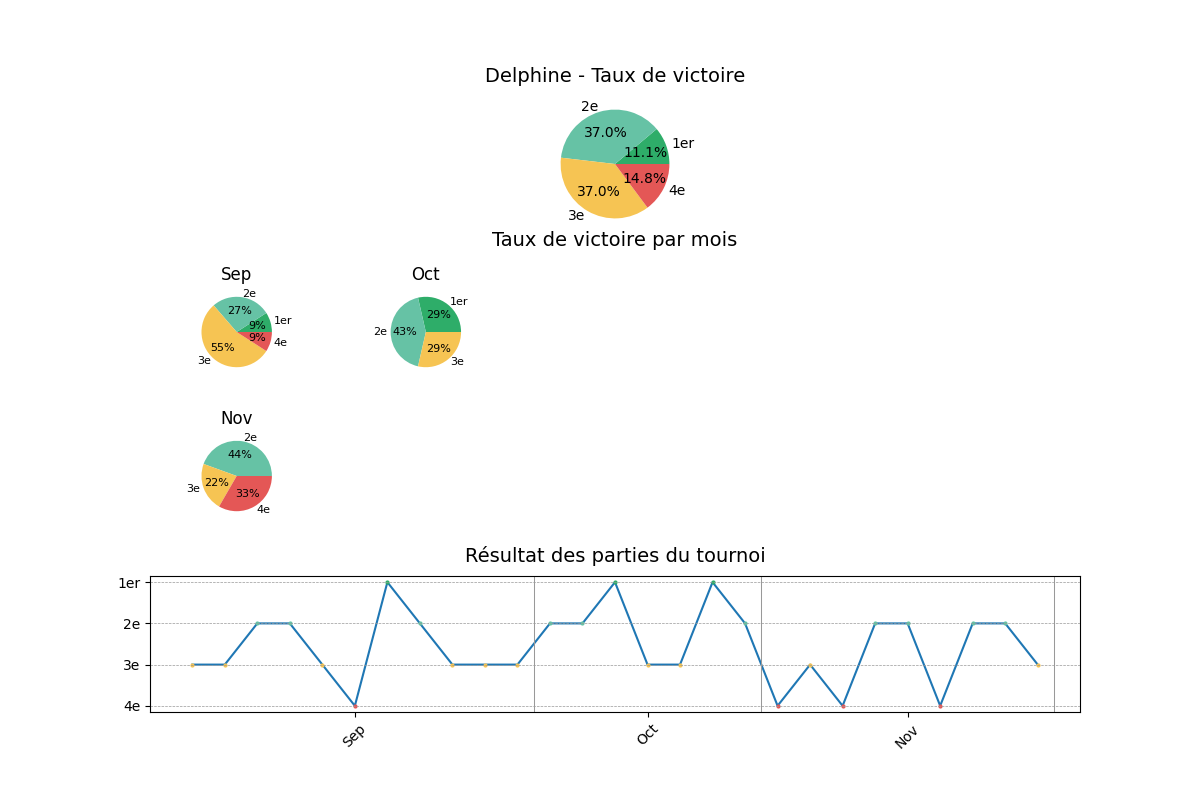 Delphine - Taux de victoire
2e
37.0%
1er
11.1%
14.8%
4e
37.0%
3e
Taux de victoire par mois
Sep
2e
27%
1er
9%
9%
4e
55%
3e
Oct
1er
29%
2e
43%
29%
3e
Nov
2e
44%
3e
22%
33%
4e
Résultat des parties du tournoi
1er
2e
3e
4e
Sep
Oct
Nov